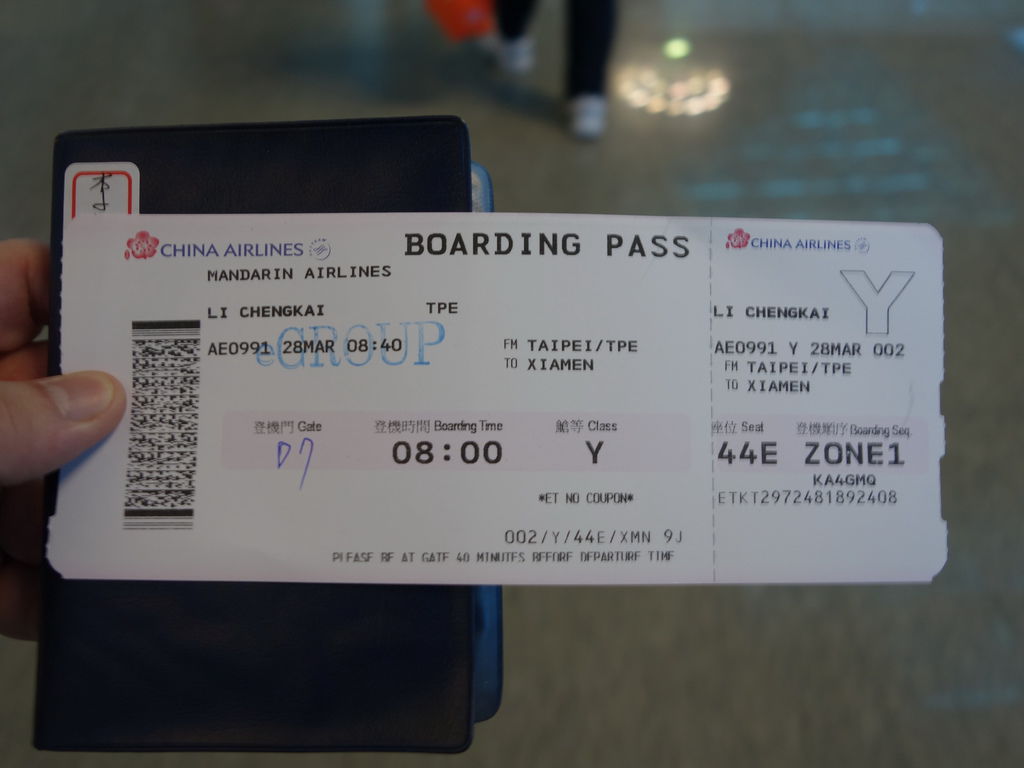 CHINA AIRLINES
BOARDING PASS
MANDARIN AIRLINES
LI CHENGKAI TPE
eGROUP
AE0991 28MAR 08:40
FM TAIPEI/TPE
TO XIAMEN
登機門 Gate 登機時間 Boarding Time 艙等 Class
D7 08:00 Y
*ET NO COUPON*
002/Y/44E/XMN 9J
PLEASE BE AT GATE 40 MINUTES BEFORE DEPARTURE TIME
CHINA AIRLINES
Y
LI CHENGKAI
AE0991 Y 28MAR 002
FM TAIPEI/TPE
TO XIAMEN
座位 Seat 登機順序 Boarding Seq.
44E ZONE1
KA4GMQ
ETKT2972481892408